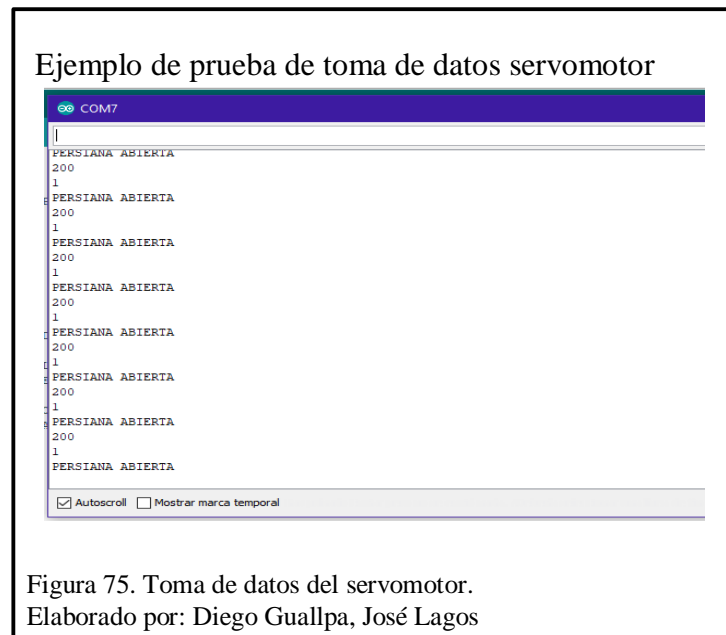 Ejemplo de prueba de toma de datos servomotor
COM7
PERSIANA ABIERTA
200
1
PERSIANA ABIERTA
200
1
PERSIANA ABIERTA
200
1
PERSIANA ABIERTA
200
1
PERSIANA ABIERTA
200
1
PERSIANA ABIERTA
200
1
PERSIANA ABIERTA
200
1
PERSIANA ABIERTA
Autoscroll Mostrar marca temporal
Figura 75. Toma de datos del servomotor.
Elaborado por: Diego Guallpa, José Lagos